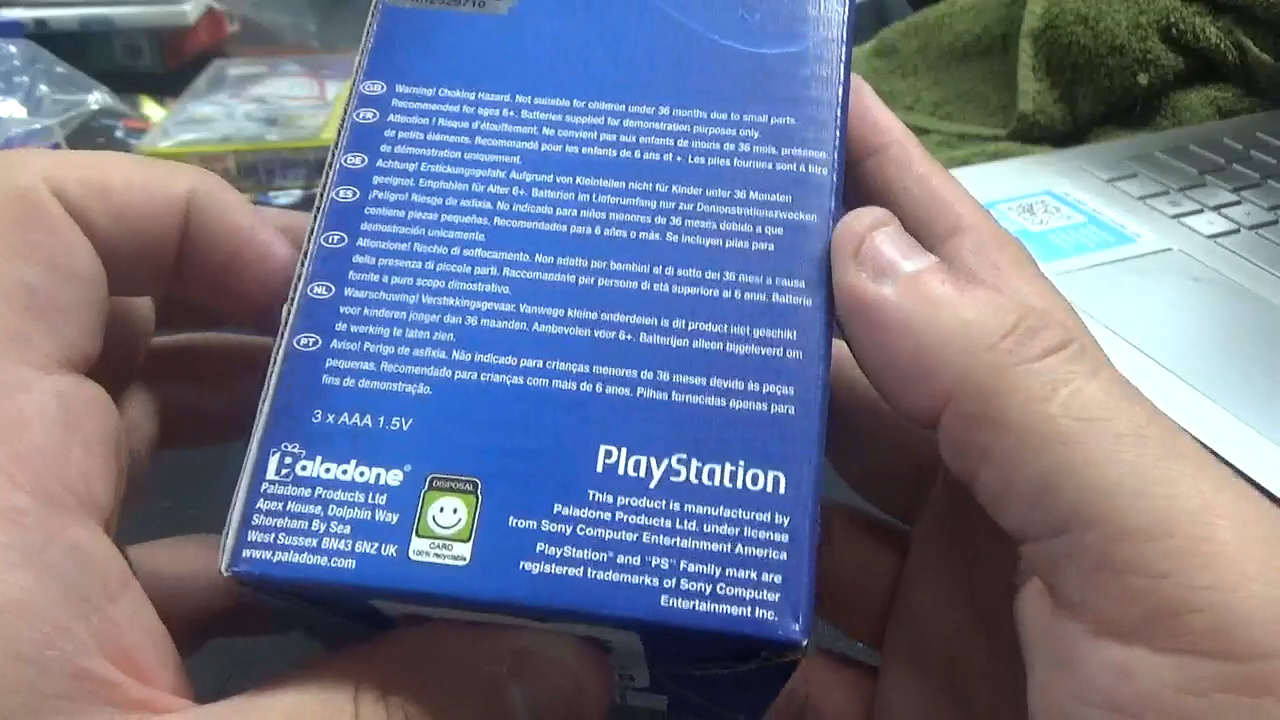 GB Warning! Choking Hazard. Not suitable for children under 36 months due to small parts.
Recommended for ages 6+. Batteries supplied for demonstration purposes only.
FR Attention ! Risque d'étouffement. Ne convient pas aux enfants de moins de 36 mois, présence
de petits éléments. Recommandé pour les enfants de 6 ans et +. Les piles fournies sont à titre
de démonstration uniquement.
DE Achtung! Erstickungsgefahr. Aufgrund von Kleinteilen nicht für Kinder unter 36 Monaten
geeignet. Empfohlen für Alter 6+. Batterien im Lieferumfang nur zur Demonstrationszwecken.
ES ¡Peligro! Riesgo de asfixia. No indicado para niños menores de 36 meses debido a que
contiene piezas pequeñas. Recomendados para 6 años o más. Se incluyen pilas para
demostración unicamente.
IT Attenzione! Rischio di soffocamento. Non adatto per bambini al di sotto dei 36 mesi a causa
della presenza di piccole parti. Raccomandate per persone di età superiore ai 6 anni. Batterie
fornite a puro scopo dimostrativo.
NL Waarschuwing! Verstikkingsgevaar. Vanwege kleine onderdelen is dit product niet geschikt
voor kinderen jonger dan 36 maanden. Aanbevolen voor 6+. Batterijen alleen bijgeleverd om
de werking te laten zien.
PT Aviso! Perigo de asfixia. Não indicado para crianças menores de 36 meses devido às peças
pequenas. Recomendado para crianças com mais de 6 anos. Pilhas fornecidas apenas para
fins de demonstração.
3 x AAA 1.5V
Paladone®
Paladone Products Ltd
Apex House, Dolphin Way
Shoreham By Sea
West Sussex BN43 6NZ UK
www.paladone.com
DISPOSAL
CARD
100% recyclable
PlayStation
This product is manufactured by
Paladone Products Ltd. under license
from Sony Computer Entertainment America
PlayStation® and "PS" Family mark are
registered trademarks of Sony Computer
Entertainment Inc.